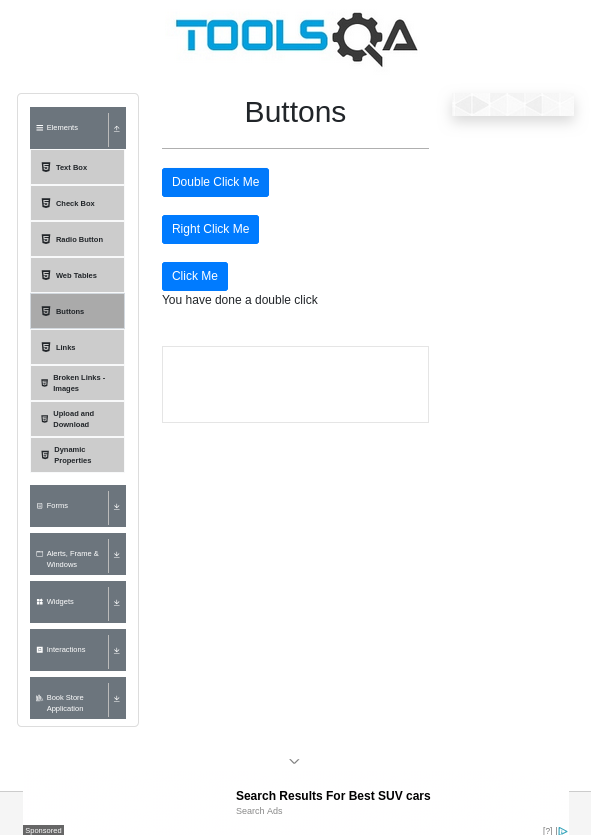 TOOLSQA
Elements
Text Box
Check Box
Radio Button
Web Tables
Buttons
Links
Broken Links -
Images
Upload and
Download
Dynamic
Properties
Forms
Alerts, Frame &
Windows
Widgets
Interactions
Book Store
Application
Buttons
Double Click Me
Right Click Me
Click Me
You have done a double click
Search Results For Best SUV cars
Search Ads
Sponsored
[?]